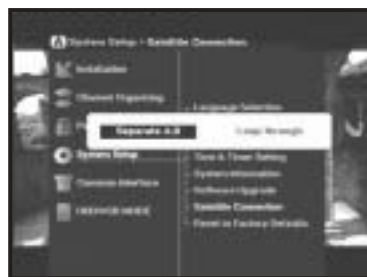 System Setup - Satellite Connection
Installation
Channel Organizing
Language Selection
Separate A,B
Loop through
System Setup
Time & Timer Setting
System Information
Common Interface
Software Upgrade
Satellite Connection
Reset to Factory Defaults